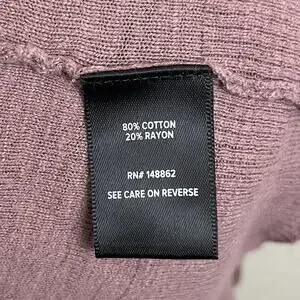 80% COTTON
20% RAYON
RN# 148862
SEE CARE ON REVERSE